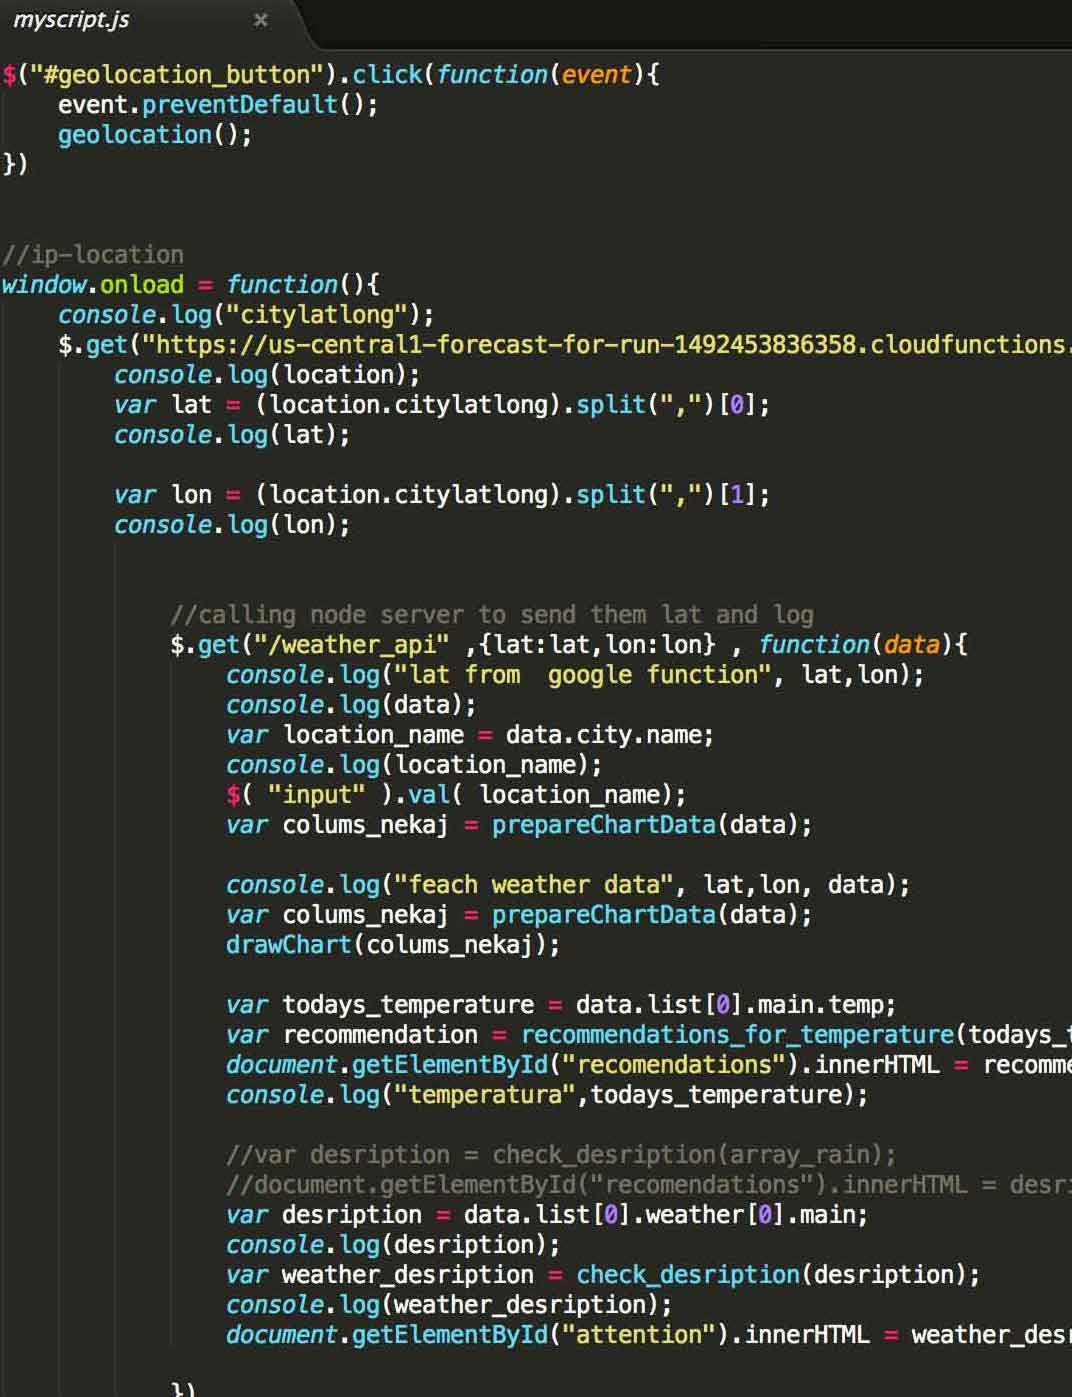 myscript.js ×
$("#geolocation_button").click(function(event){
    event.preventDefault();
    geolocation();
})
//ip-location
window.onload = function(){
    console.log("citylatlong");
    $.get("https://us-central1-forecast-for-run-1492453836358.cloudfunctions.
        console.log(location);
        var lat = (location.citylatlong).split(",")[0];
        console.log(lat);
        var lon = (location.citylatlong).split(",")[1];
        console.log(lon);
            //calling node server to send them lat and log
            $.get("/weather_api" ,{lat:lat,lon:lon} , function(data){
                console.log("lat from  google function", lat,lon);
                console.log(data);
                var location_name = data.city.name;
                console.log(location_name);
                $( "input" ).val( location_name);
                var colums_nekaj = prepareChartData(data);
                console.log("feach weather data", lat,lon, data);
                var colums_nekaj = prepareChartData(data);
                drawChart(colums_nekaj);
                var todays_temperature = data.list[0].main.temp;
                var recommendation = recommendations_for_temperature(todays_t
                document.getElementById("recomendations").innerHTML = recomme
                console.log("temperatura",todays_temperature);
                //var desription = check_desription(array_rain);
                //document.getElementById("recomendations").innerHTML = desri
                var desription = data.list[0].weather[0].main;
                console.log(desription);
                var weather_desription = check_desription(desription);
                console.log(weather_desription);
                document.getElementById("attention").innerHTML = weather_desr
            })